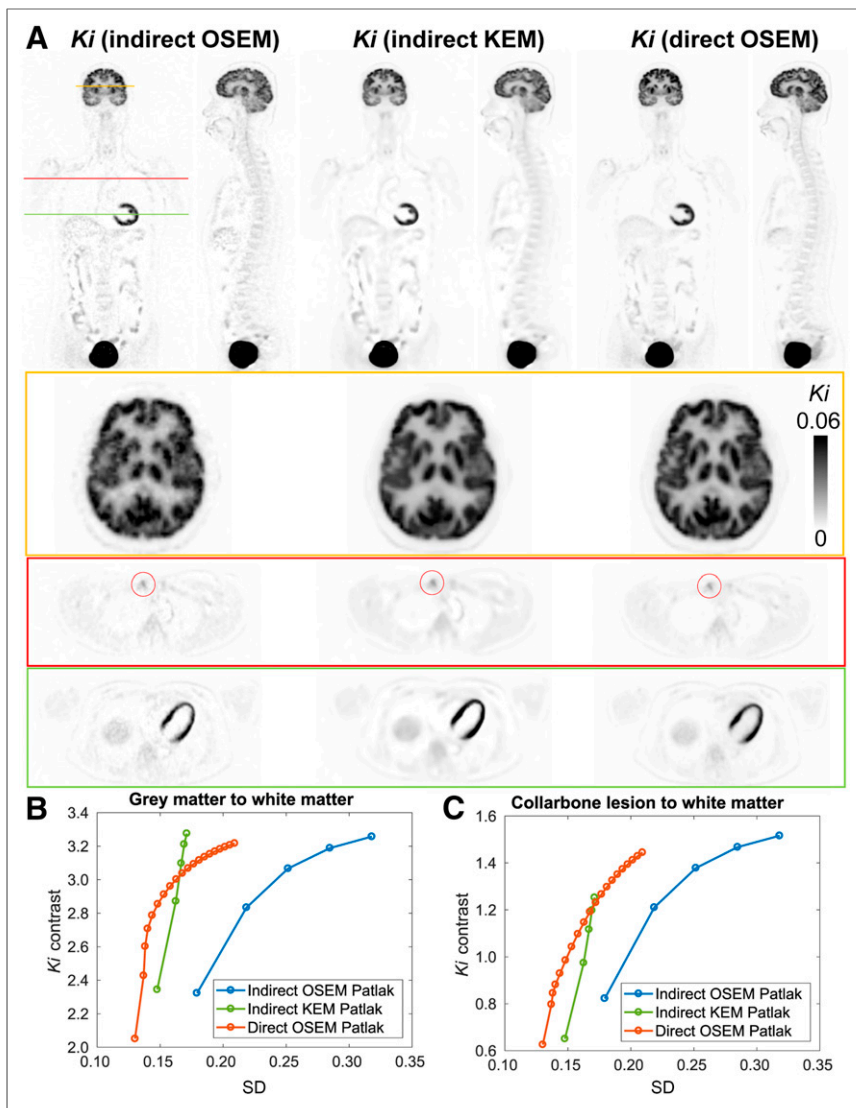 A
Ki (indirect OSEM)
Ki (indirect KEM)
Ki (direct OSEM)
Ki
0.06
0
B
Grey matter to white matter
3.4
3.2
3.0
2.8
2.6
2.4
2.2
2.0
Ki contrast
0.10
0.15
0.20
0.25
0.30
0.35
SD
Indirect OSEM Patlak
Indirect KEM Patlak
Direct OSEM Patlak
C
Collarbone lesion to white matter
1.6
1.4
1.2
1.0
0.8
0.6
Ki contrast
0.10
0.15
0.20
0.25
0.30
0.35
SD
Indirect OSEM Patlak
Indirect KEM Patlak
Direct OSEM Patlak